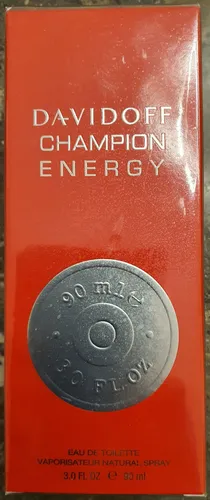 DAVIDOFF
CHAMPION
ENERGY
90 ml ℮
3.0 FL OZ
EAU DE TOILETTE
VAPORISATEUR NATURAL SPRAY
3.0 FL OZ ℮ 90 ml